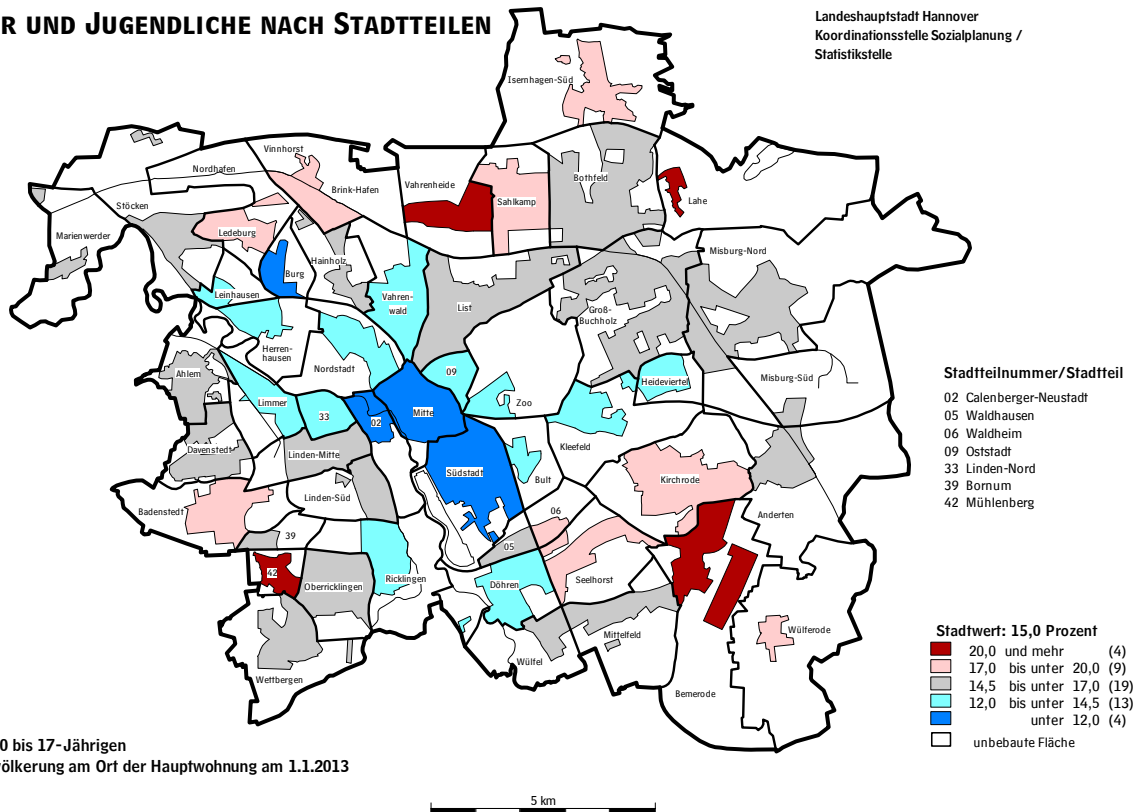 R UND JUGENDLICHE NACH STADTTEILEN
Landeshauptstadt Hannover
Koordinationsstelle Sozialplanung /
Statistikstelle
Isernhagen-Süd
Vinnhorst
Nordhafen
Brink-Hafen
Vahrenheide
Sahlkamp
Bothfeld
Lahe
Stöcken
Marienwerder
Ledeburg
Burg
Hainholz
Misburg-Nord
Leinhausen
Vahren-
wald
List
Groß-
Buchholz
Herren-
hausen
Nordstadt
Ahlem
09
Heideviertel
Misburg-Süd
Limmer
33
02
Mitte
Zoo
Davenstedt
Linden-Mitte
Kleefeld
Südstadt
Bult
Kirchrode
Linden-Süd
Badenstedt
06
Anderten
39
05
42
Oberricklingen
Ricklingen
Döhren
Seelhorst
Mittelfeld
Wülferode
Wülfel
Wettbergen
Bemerode
Stadtteilnummer/Stadtteil
02 Calenberger-Neustadt
05 Waldhausen
06 Waldheim
09 Oststadt
33 Linden-Nord
39 Bornum
42 Mühlenberg
Stadtwert: 15,0 Prozent
20,0 und mehr (4)
17,0 bis unter 20,0 (9)
14,5 bis unter 17,0 (19)
12,0 bis unter 14,5 (13)
unter 12,0 (4)
unbebaute Fläche
0 bis 17-Jährigen
völkerung am Ort der Hauptwohnung am 1.1.2013
5 km